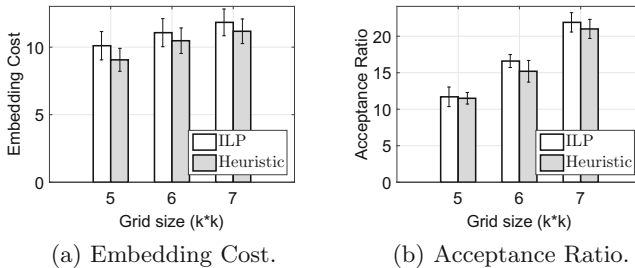 Embedding Cost
10
5
0
ILP
Heuristic
5 6 7
Grid size (k*k)
(a) Embedding Cost.
Acceptance Ratio
20
15
10
5
0
ILP
Heuristic
5 6 7
Grid size (k*k)
(b) Acceptance Ratio.